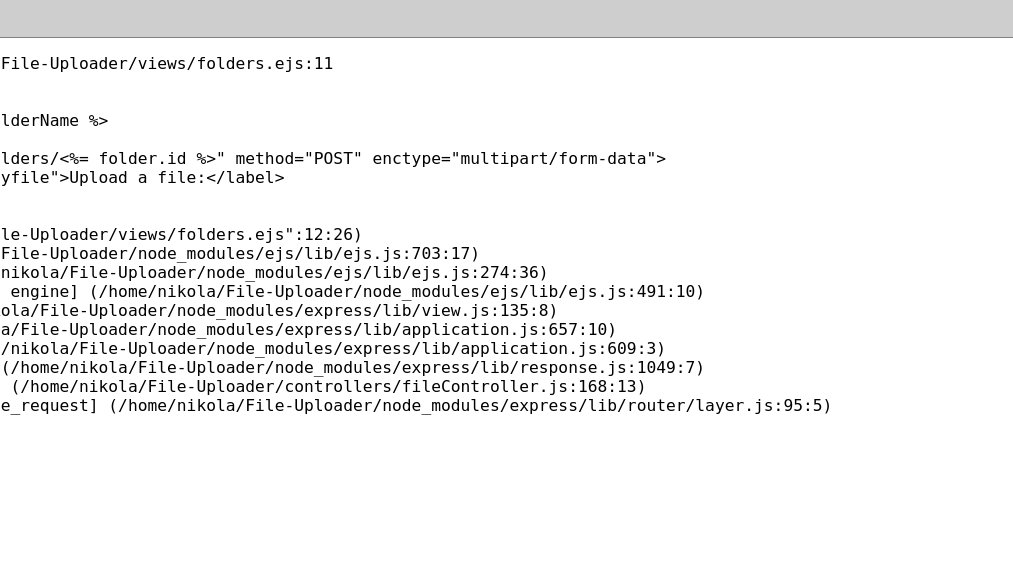 File-Uploader/views/folders.ejs:11
lderName %>
lders/<%= folder.id %>" method="POST" enctype="multipart/form-data">
yfile">Upload a file:</label>
le-Uploader/views/folders.ejs":12:26)
File-Uploader/node_modules/ejs/lib/ejs.js:703:17)
nikola/File-Uploader/node_modules/ejs/lib/ejs.js:274:36)
engine] (/home/nikola/File-Uploader/node_modules/ejs/lib/ejs.js:491:10)
ola/File-Uploader/node_modules/express/lib/view.js:135:8)
a/File-Uploader/node_modules/express/lib/application.js:657:10)
/nikola/File-Uploader/node_modules/express/lib/application.js:609:3)
(/home/nikola/File-Uploader/node_modules/express/lib/response.js:1049:7)
(/home/nikola/File-Uploader/controllers/fileController.js:168:13)
e_request] (/home/nikola/File-Uploader/node_modules/express/lib/router/layer.js:95:5)